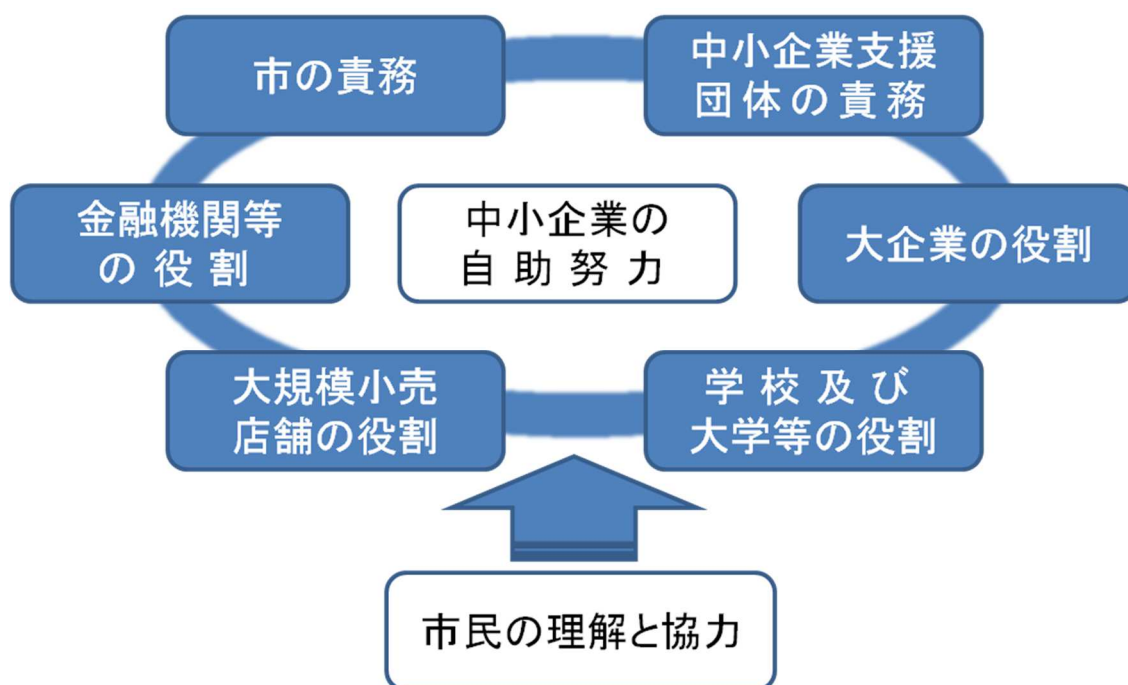 市の責務
中小企業支援
団体の責務
金融機関等
の役割
中小企業の
自助努力
大企業の役割
大規模小売
店舗の役割
学校及び
大学等の役割
市民の理解と協力